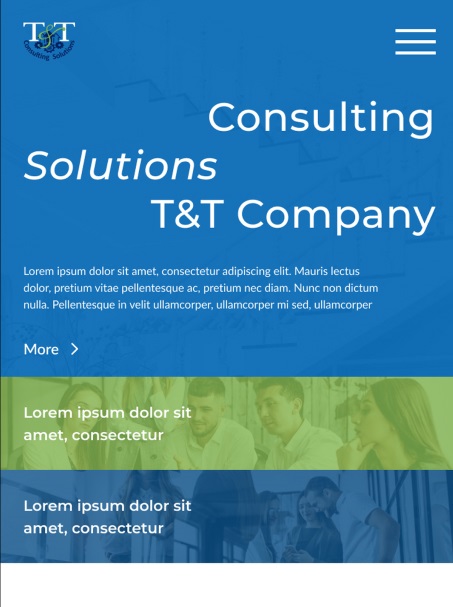 T&T
Consulting Solutions
Consulting
Solutions
T&T Company
Lorem ipsum dolor sit amet, consectetur adipiscing elit. Mauris lectus
dolor, pretium vitae pellentesque ac, pretium nec diam. Nunc non dictum
nulla. Pellentesque in velit ullamcorper, ullamcorper mi sed, ullamcorper
More
Lorem ipsum dolor sit
amet, consectetur
Lorem ipsum dolor sit
amet, consectetur